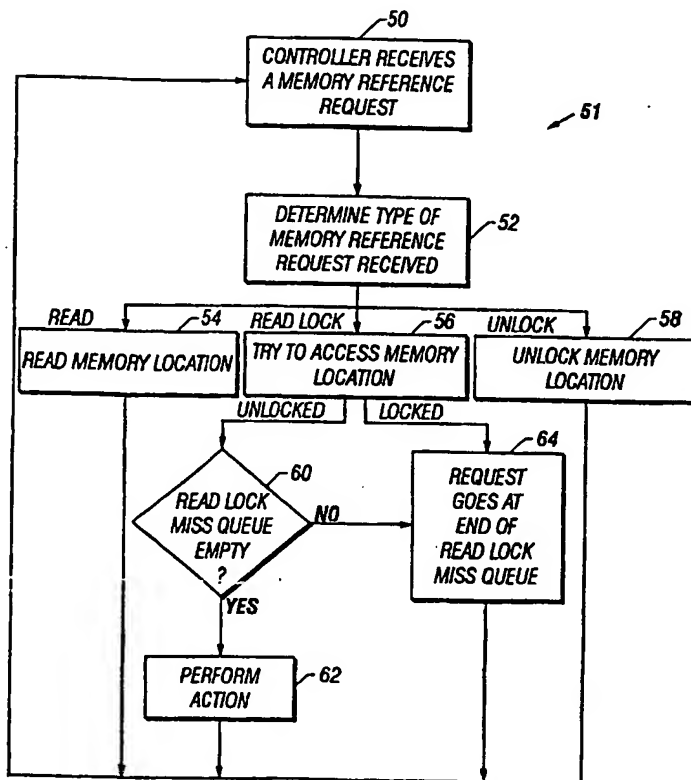 50
CONTROLLER RECEIVES
A MEMORY REFERENCE
REQUEST
51
DETERMINE TYPE OF
MEMORY REFERENCE
REQUEST RECEIVED
52
READ
54
READ LOCK
56
UNLOCK
58
READ MEMORY LOCATION
TRY TO ACCESS MEMORY
LOCATION
UNLOCK MEMORY
LOCATION
UNLOCKED
LOCKED
60
READ LOCK
MISS QUEUE
EMPTY
?
NO
YES
64
REQUEST
GOES AT
END OF
READ LOCK
MISS QUEUE
PERFORM
ACTION
62